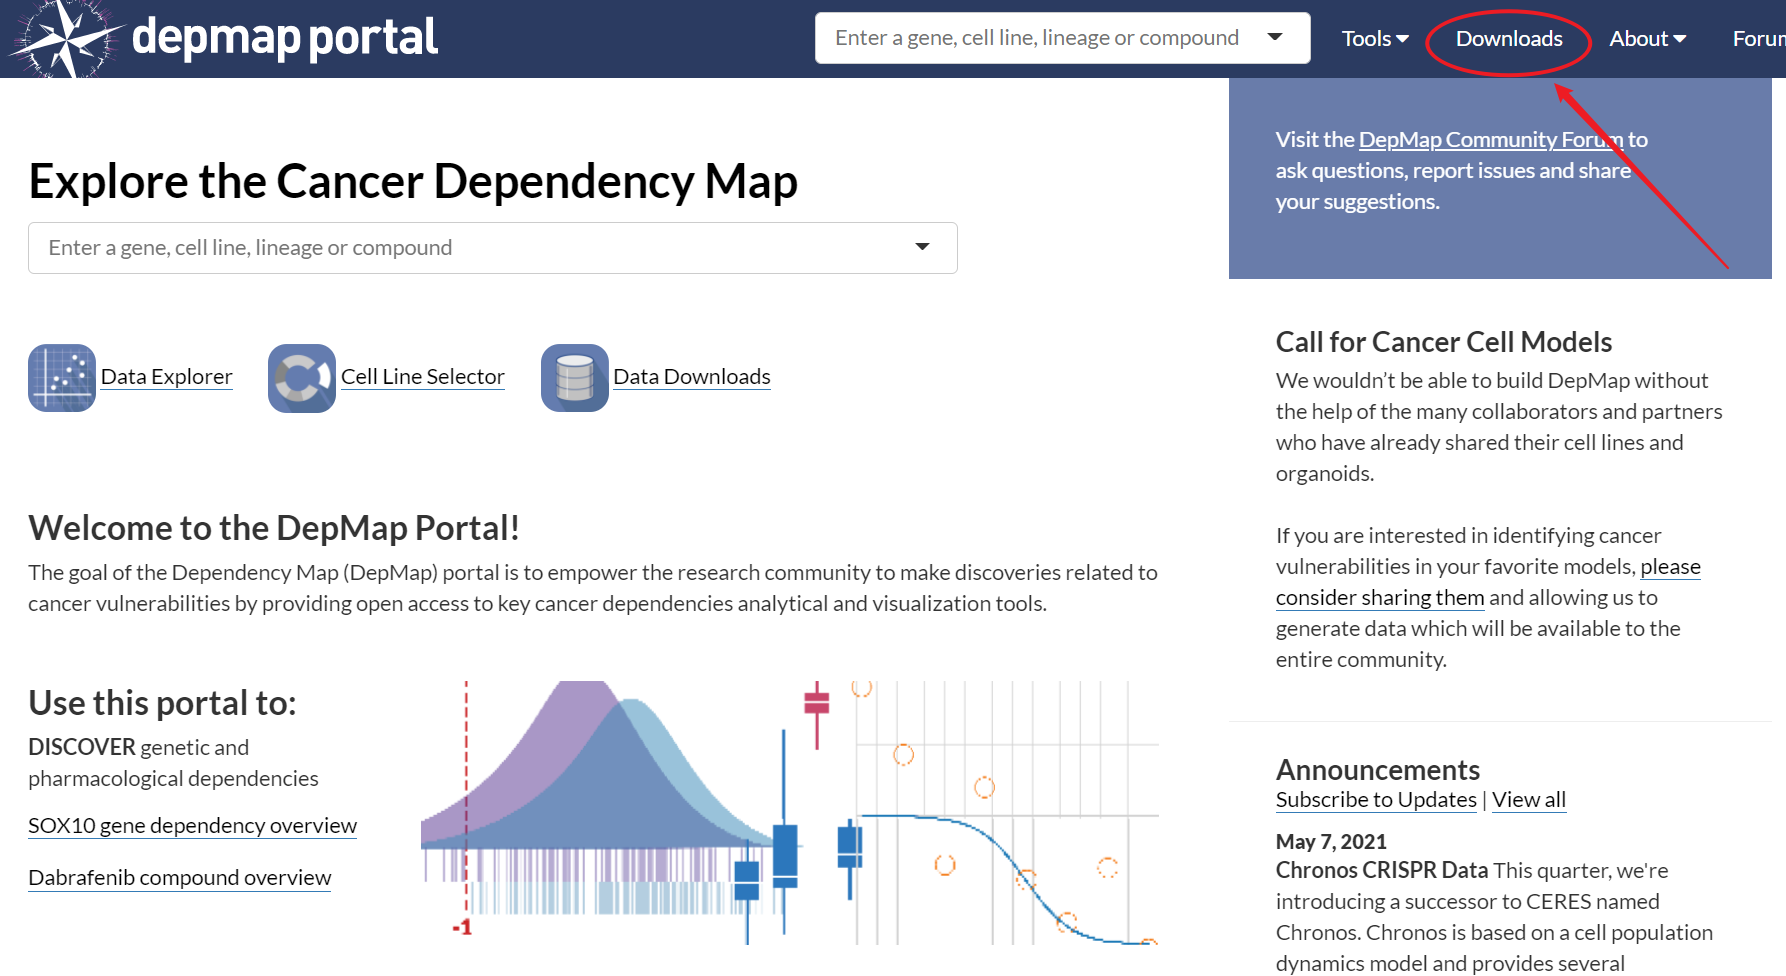 depmap portal
Enter a gene, cell line, lineage or compound
Tools
Downloads
About
Visit the DepMap Community Forum to
ask questions, report issues and share
your suggestions.
Explore the Cancer Dependency Map
Enter a gene, cell line, lineage or compound
Data Explorer
Cell Line Selector
Data Downloads
Call for Cancer Cell Models
We wouldn’t be able to build DepMap without
the help of the many collaborators and partners
who have already shared their cell lines and
organoids.
If you are interested in identifying cancer
vulnerabilities in your favorite models, please
consider sharing them and allowing us to
generate data which will be available to the
entire community.
Welcome to the DepMap Portal!
The goal of the Dependency Map (DepMap) portal is to empower the research community to make discoveries related to
cancer vulnerabilities by providing open access to key cancer dependencies analytical and visualization tools.
Use this portal to:
DISCOVER genetic and
pharmacological dependencies
SOX10 gene dependency overview
Dabrafenib compound overview
-1
Announcements
Subscribe to Updates | View all
May 7, 2021
Chronos CRISPR Data This quarter, we're
introducing a successor to CERES named
Chronos. Chronos is based on a cell population
dynamics model and provides several